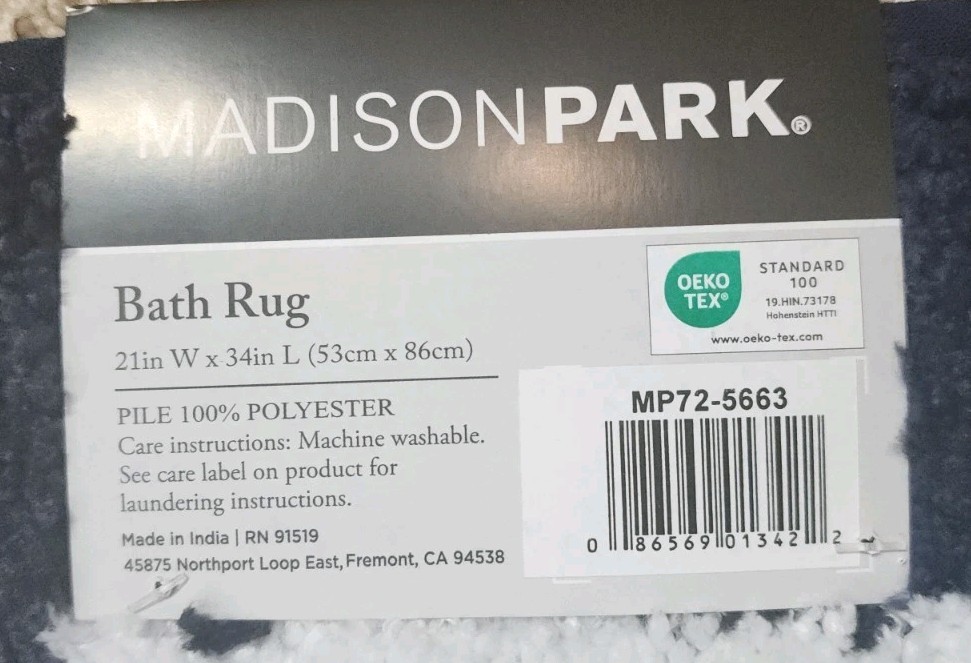 MADISONPARK®
OEKO
TEX®
STANDARD
100
19.HIN.73178
Hohenstein HTTI
www.oeko-tex.com
Bath Rug
21in W x 34in L (53cm x 86cm)
PILE 100% POLYESTER
Care instructions: Machine washable.
See care label on product for
laundering instructions.
Made in India | RN 91519
45875 Northport Loop East, Fremont, CA 94538
MP72-5663
0 86569 01342 2